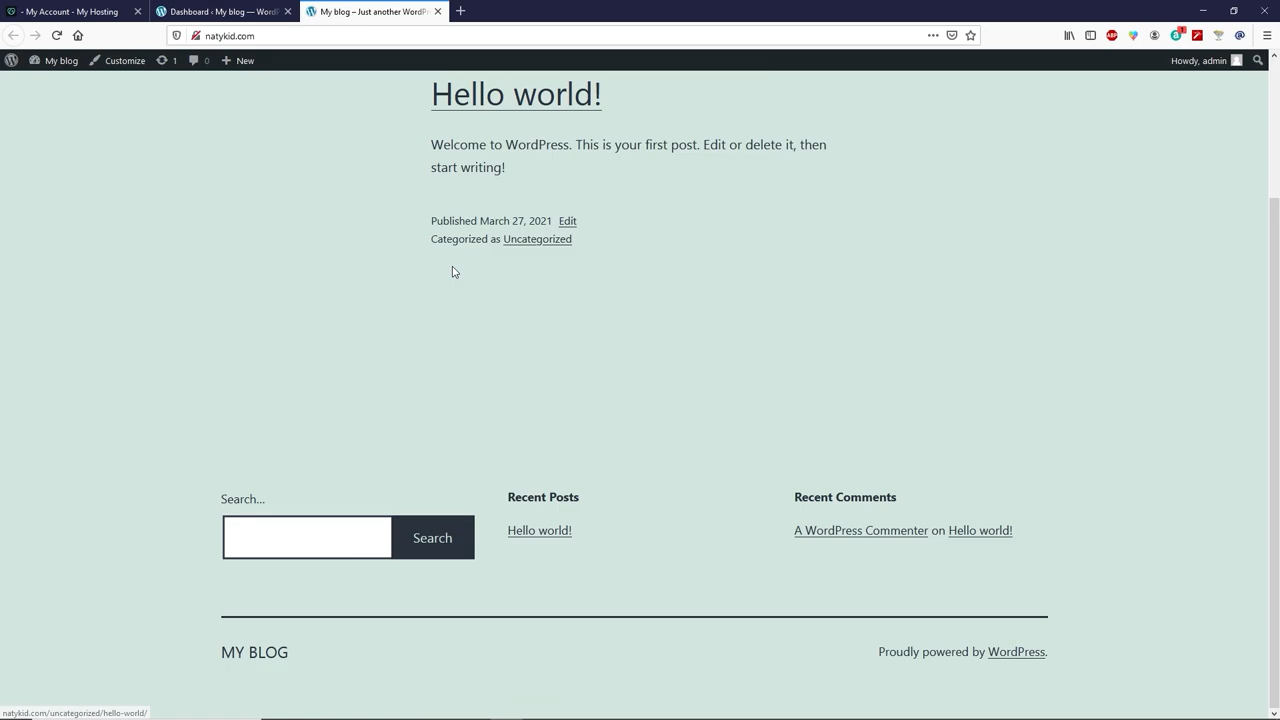 - My Account - My Hosting
Dashboard ‹ My blog — WordP
My blog – Just another WordPr
natykid.com
My blog
Customize
1
0
New
Howdy, admin
Hello world!
Welcome to WordPress. This is your first post. Edit or delete it, then
start writing!
Published March 27, 2021 Edit
Categorized as Uncategorized
Search...
Recent Posts
Recent Comments
Search
Hello world!
A WordPress Commenter on Hello world!
MY BLOG
Proudly powered by WordPress.
natykid.com/uncategorized/hello-world/